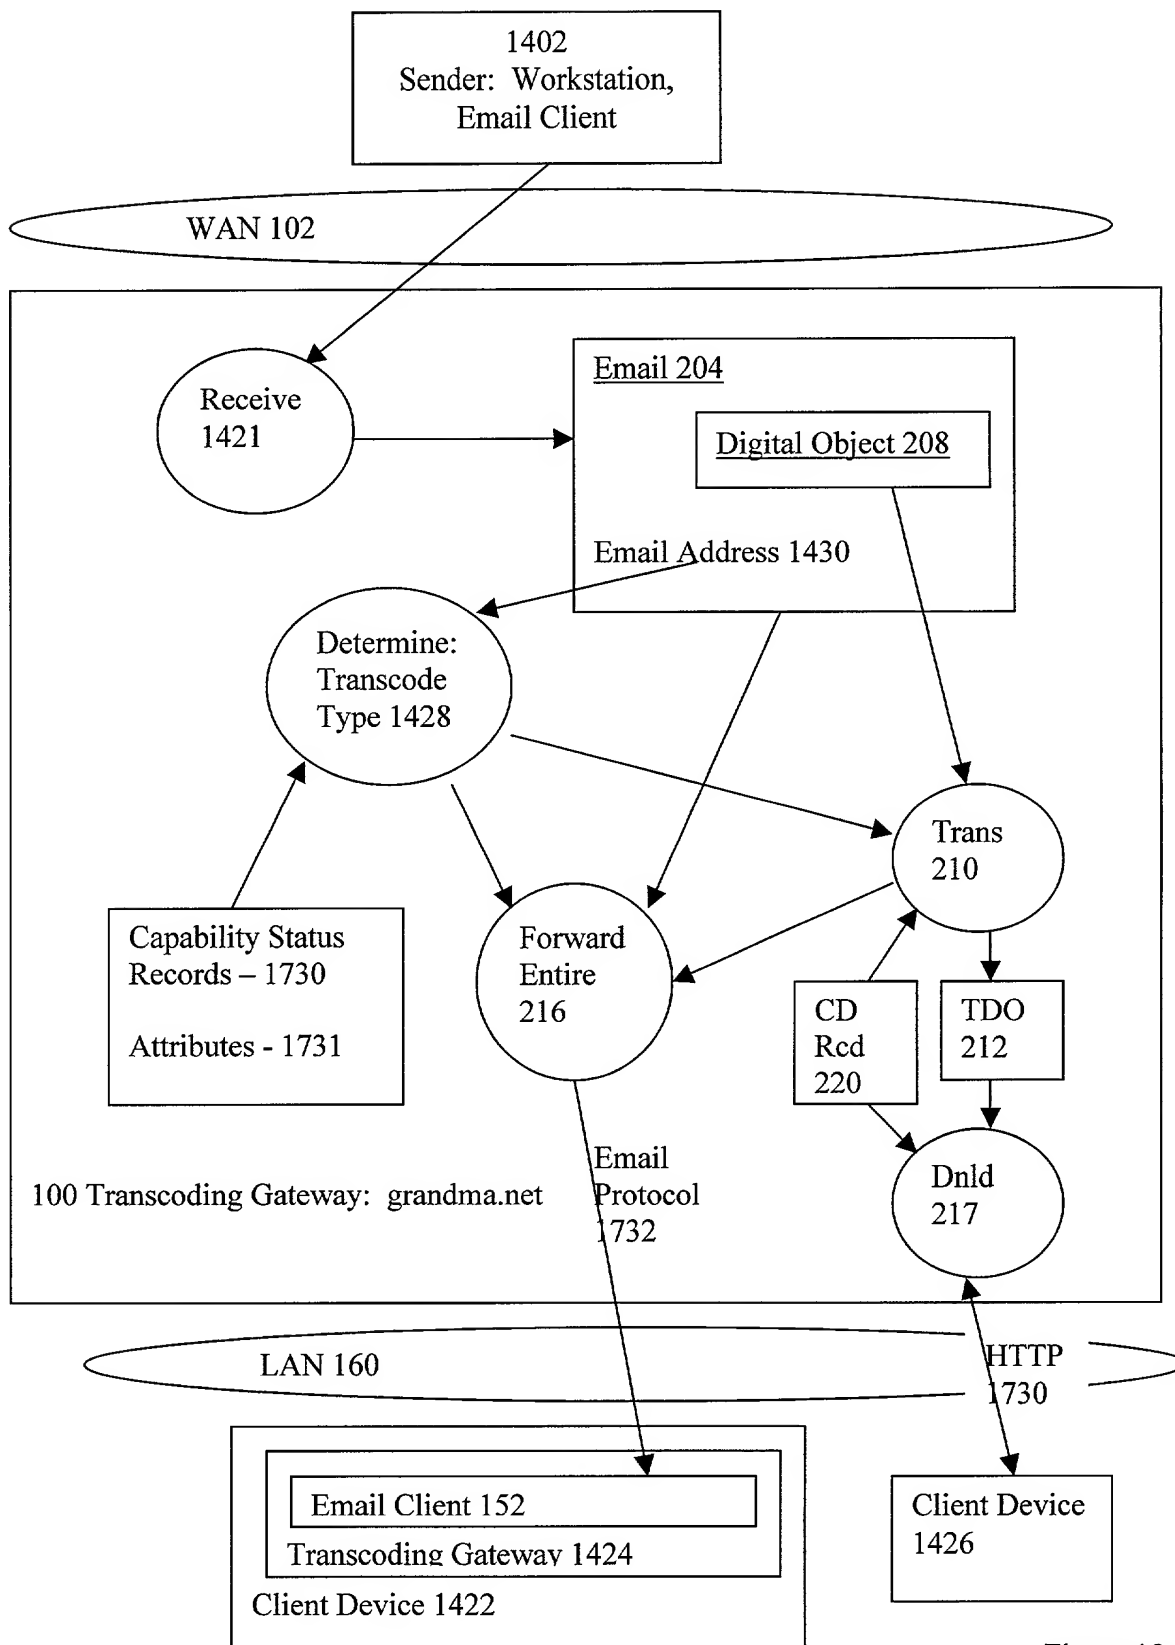 1402
Sender: Workstation,
Email Client
WAN 102
Receive
1421
Email 204
Digital Object 208
Email Address 1430
Determine:
Transcode
Type 1428
Trans
210
Capability Status
Records – 1730
Attributes - 1731
Forward
Entire
216
CD
Rcd
220
TDO
212
Dnld
217
Email
Protocol
1732
100 Transcoding Gateway: grandma.net
LAN 160
HTTP
1730
Email Client 152
Transcoding Gateway 1424
Client Device 1422
Client Device
1426